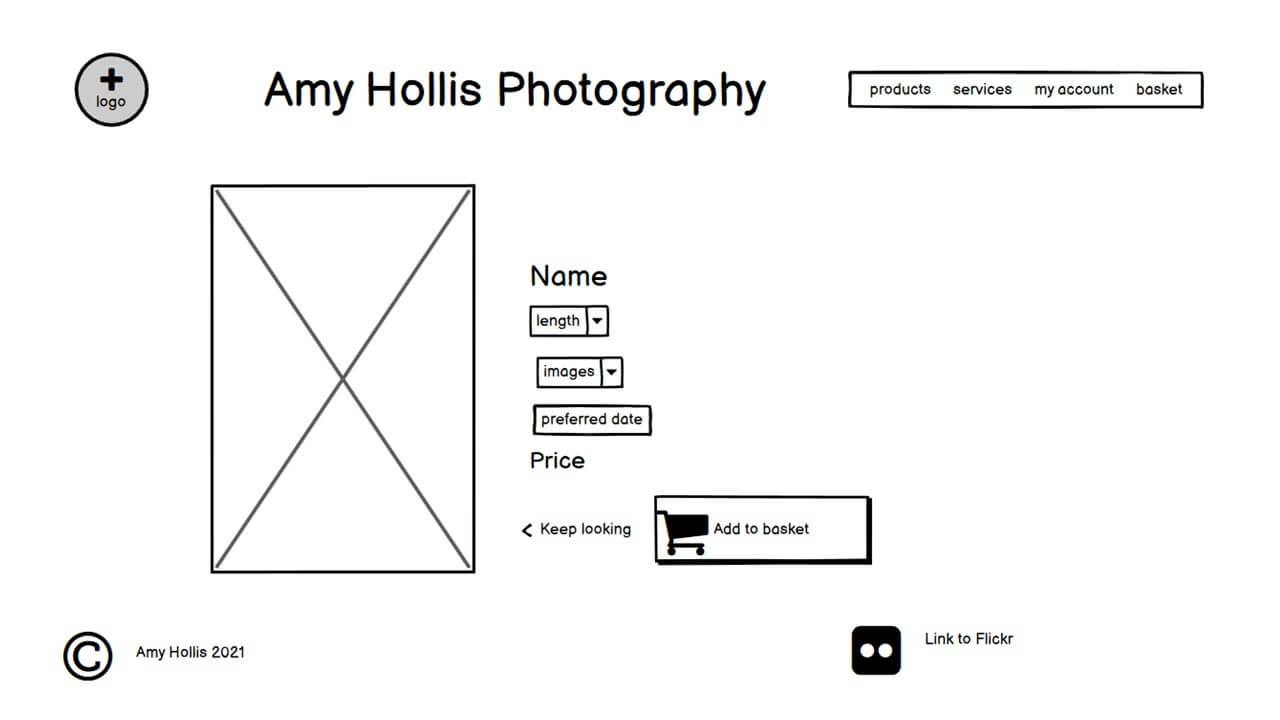 logo
Amy Hollis Photography
products services my account basket
Name
length
images
preferred date
Price
< Keep looking
Add to basket
© Amy Hollis 2021
Link to Flickr